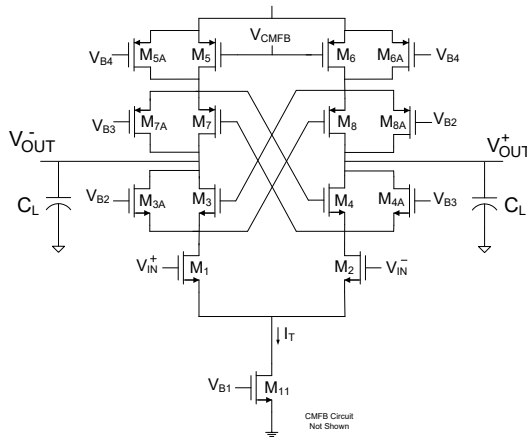 V_CMFB
V_B4 M_5A M_5 M_6 M_6A V_B4
V_B3 M_7A M_7 M_8 M_8A V_B2
V_OUT^- V_OUT^+
C_L V_B2 M_3A M_3 M_4 M_4A V_B3 C_L
V_IN^+ M_1 M_2 V_IN^-
I_T
V_B1 M_11
CMFB Circuit
Not Shown